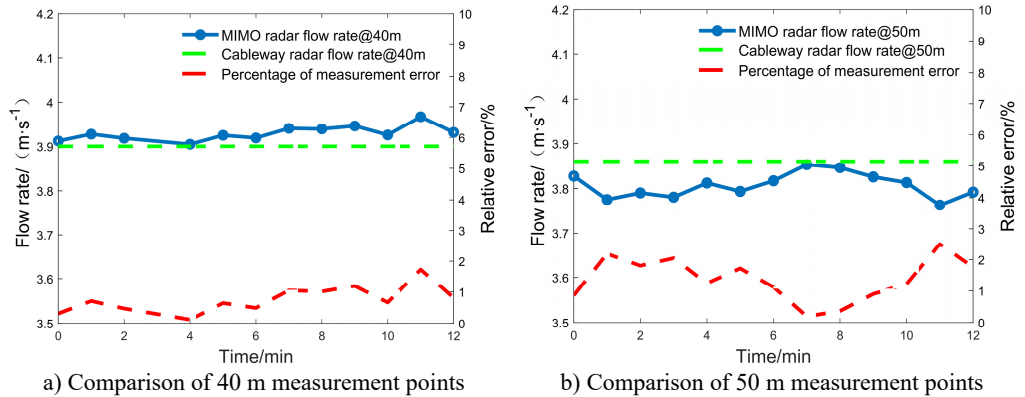 4.2
4.1
4
3.9
3.8
3.7
3.6
3.5
Flow rate/（m·s⁻¹）
MIMO radar flow rate@40m
Cableway radar flow rate@40m
Percentage of measurement error
10
9
8
7
6
5
4
3
2
1
0
Relative error/%
0 2 4 6 8 10 12
Time/min
a) Comparison of 40 m measurement points
4.2
4.1
4
3.9
3.8
3.7
3.6
3.5
Flow rate/（m·s⁻¹）
MIMO radar flow rate@50m
Cableway radar flow rate@50m
Percentage of measurement error
10
9
8
7
6
5
4
3
2
1
0
Relative error/%
0 2 4 6 8 10 12
Time/min
b) Comparison of 50 m measurement points